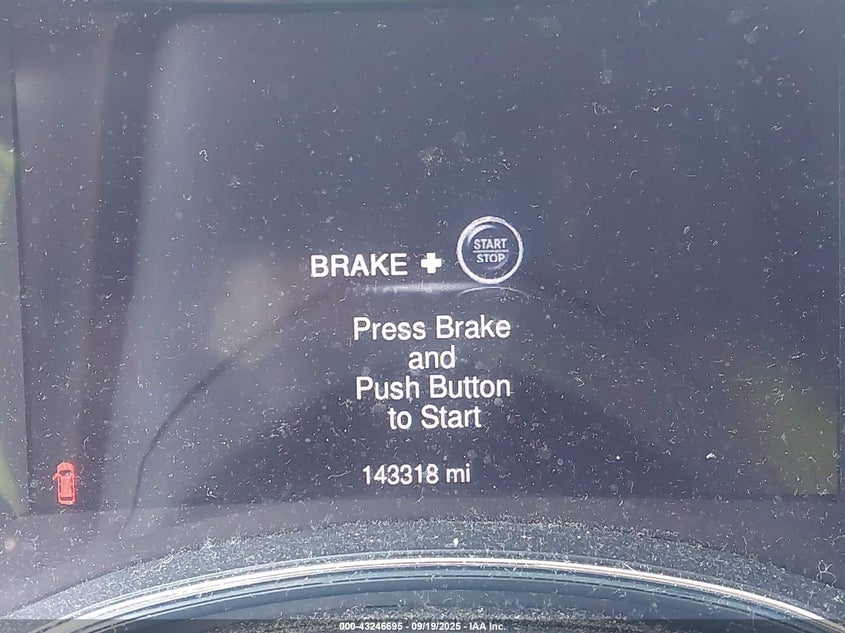 BRAKE + START STOP
Press Brake
and
Push Button
to Start
143318 mi
000-43246695 - 09/19/2025 - IAA Inc.